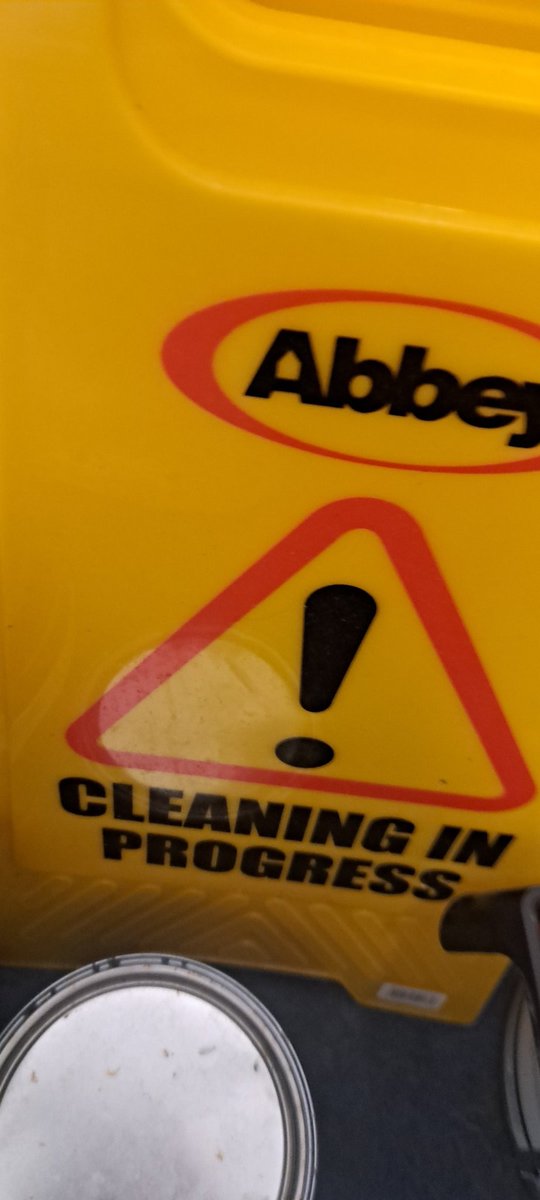 Abbey
!
CLEANING IN
PROGRESS